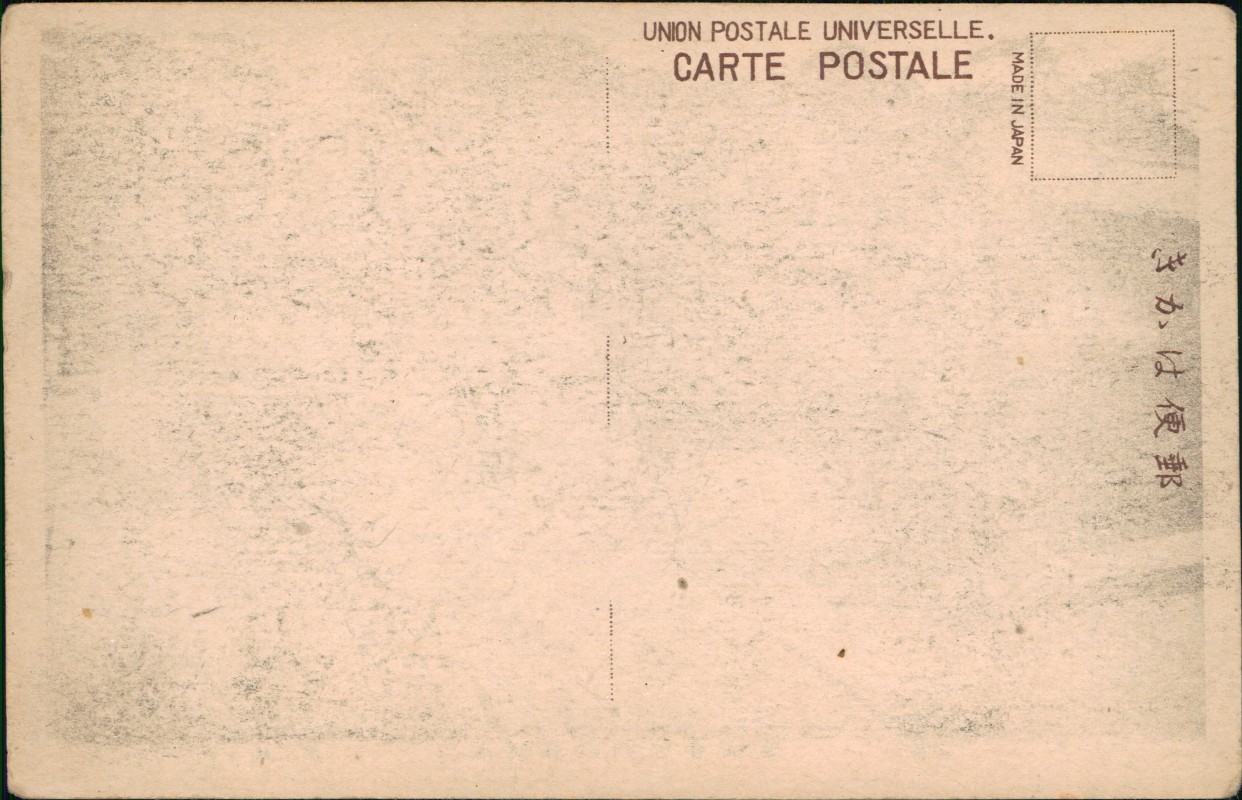 UNION POSTALE UNIVERSELLE.
CARTE POSTALE
MADE IN JAPAN
郵便はかき